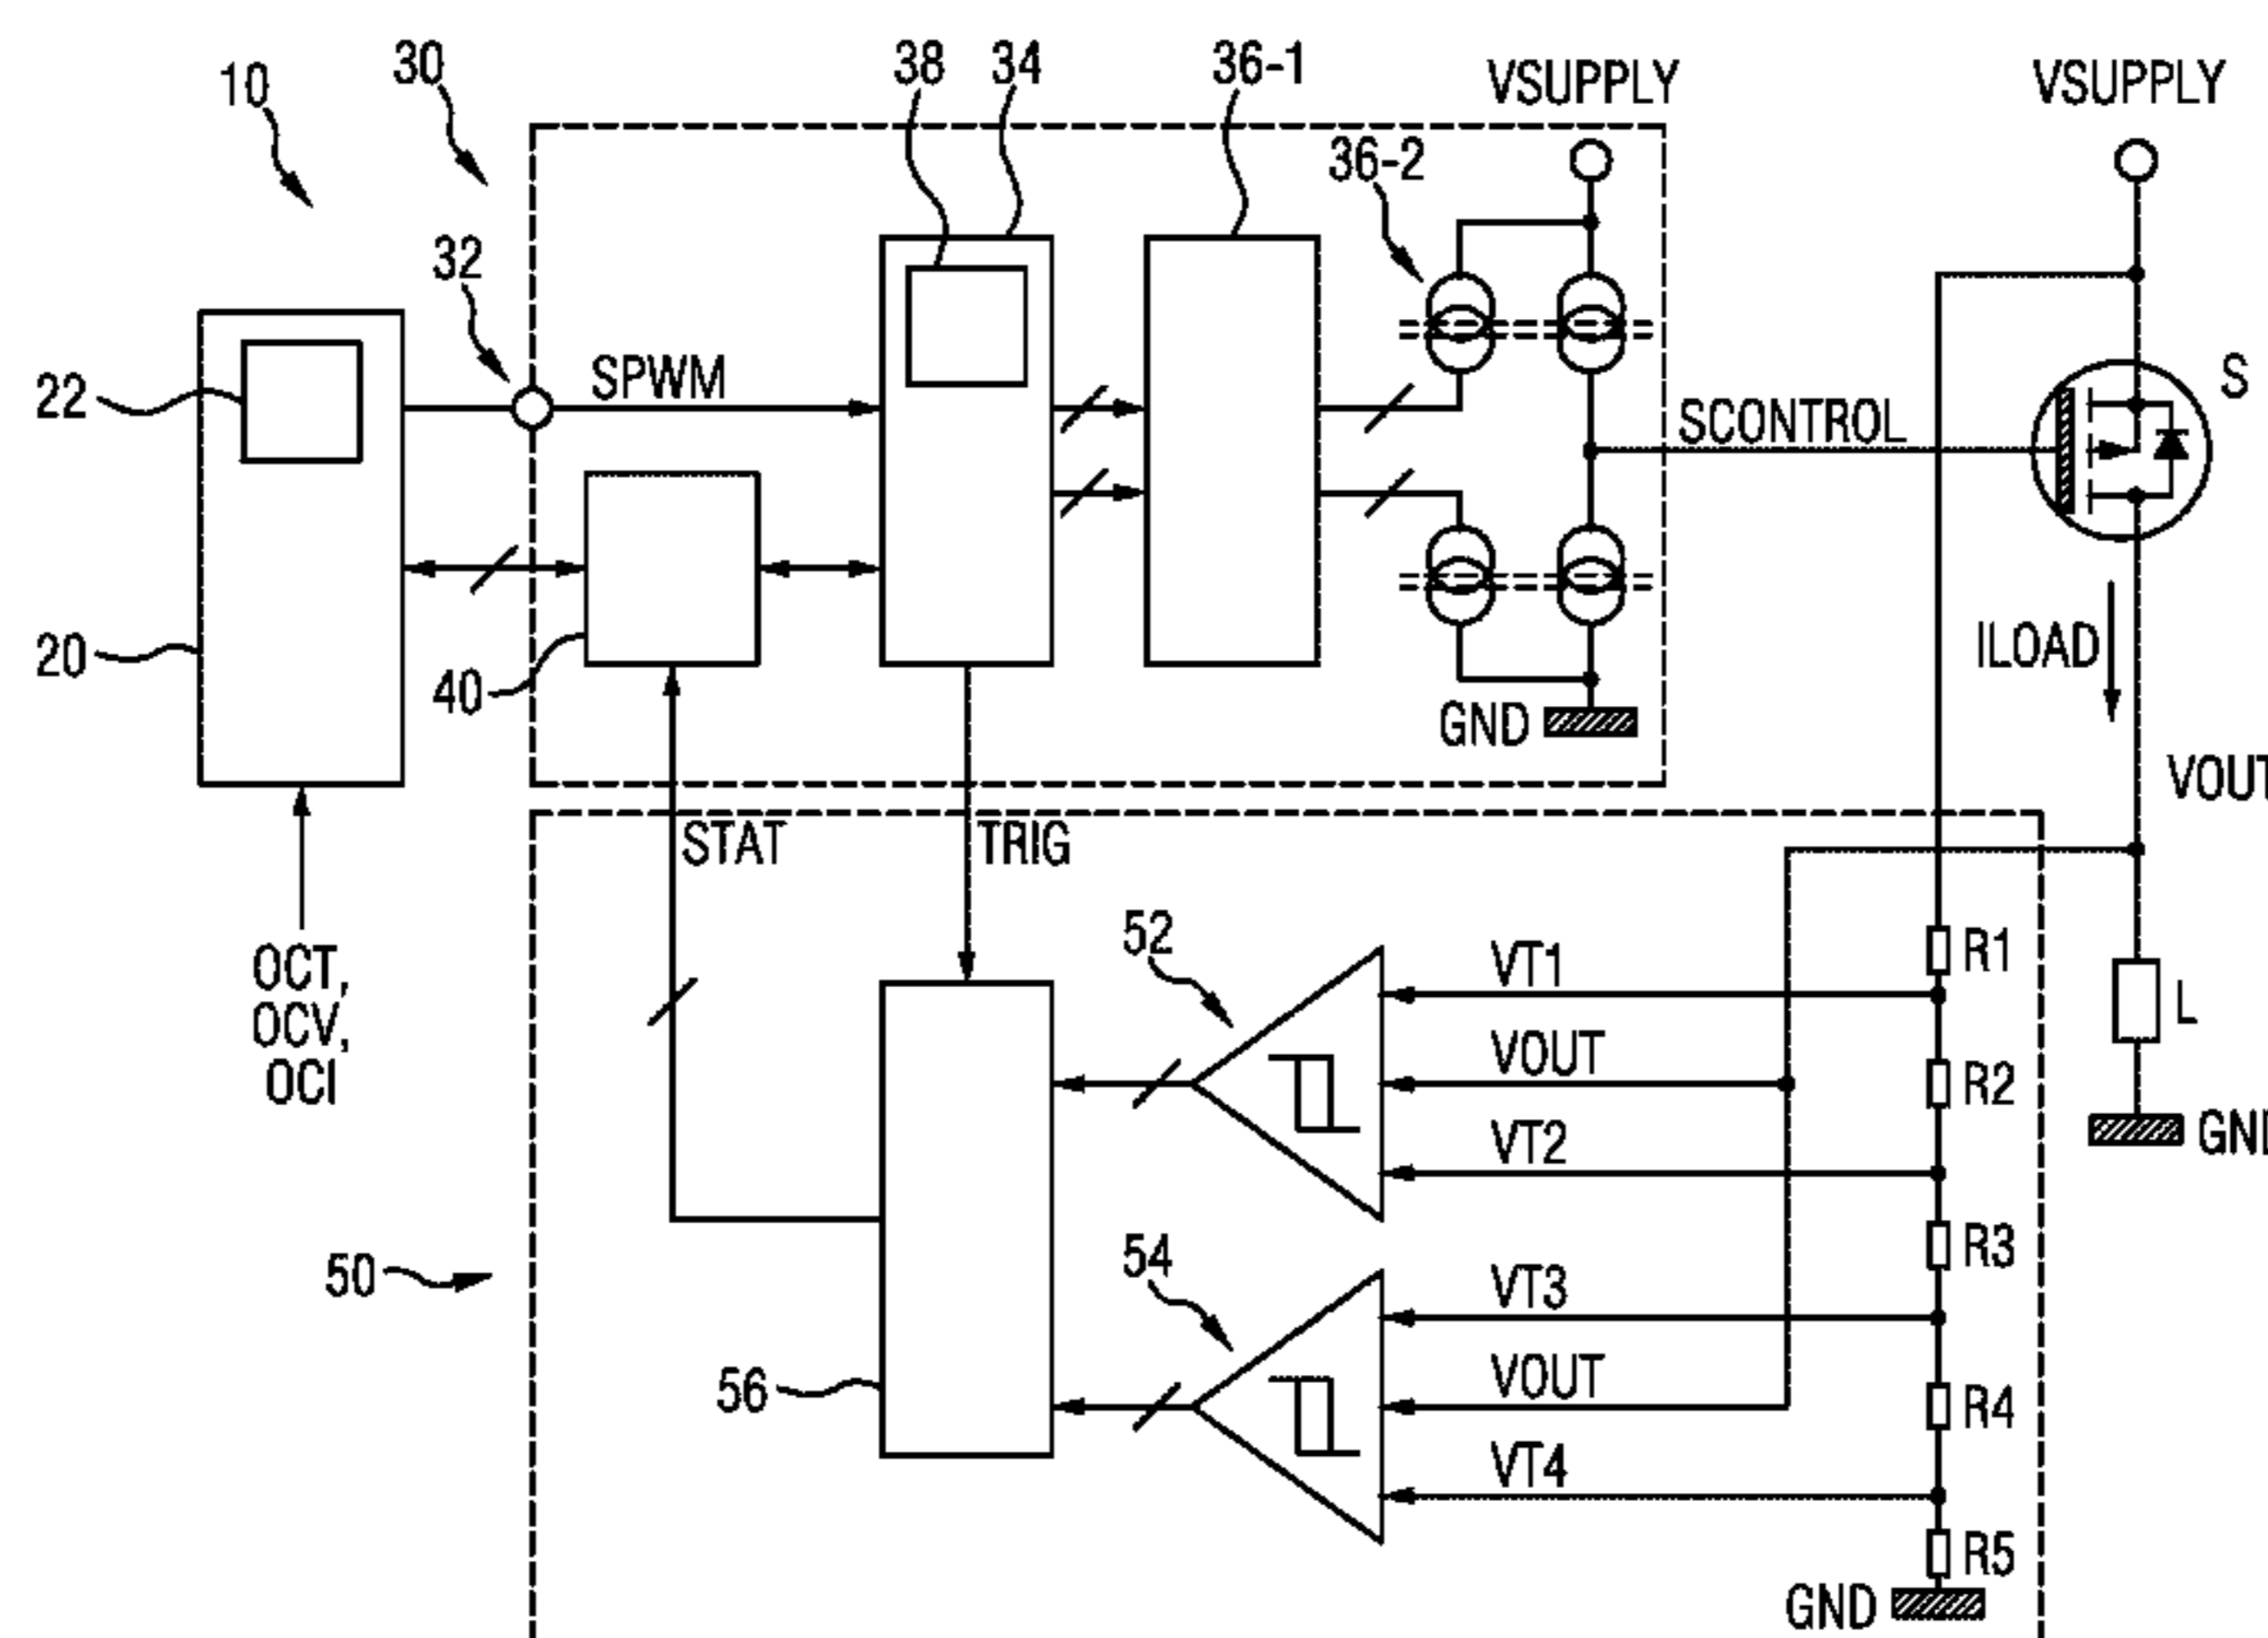 10
30
38
34
36-1
VSUPPLY
VSUPPLY
36-2
32
22
SPWM
SCONTROL
S
20
40
ILOAD
GND
VOUT
STAT
TRIG
OCT,
OCV,
OCI
52
VT1
R1
L
VOUT
R2
VT2
GND
R3
50
54
VT3
56
VOUT
R4
VT4
R5
GND